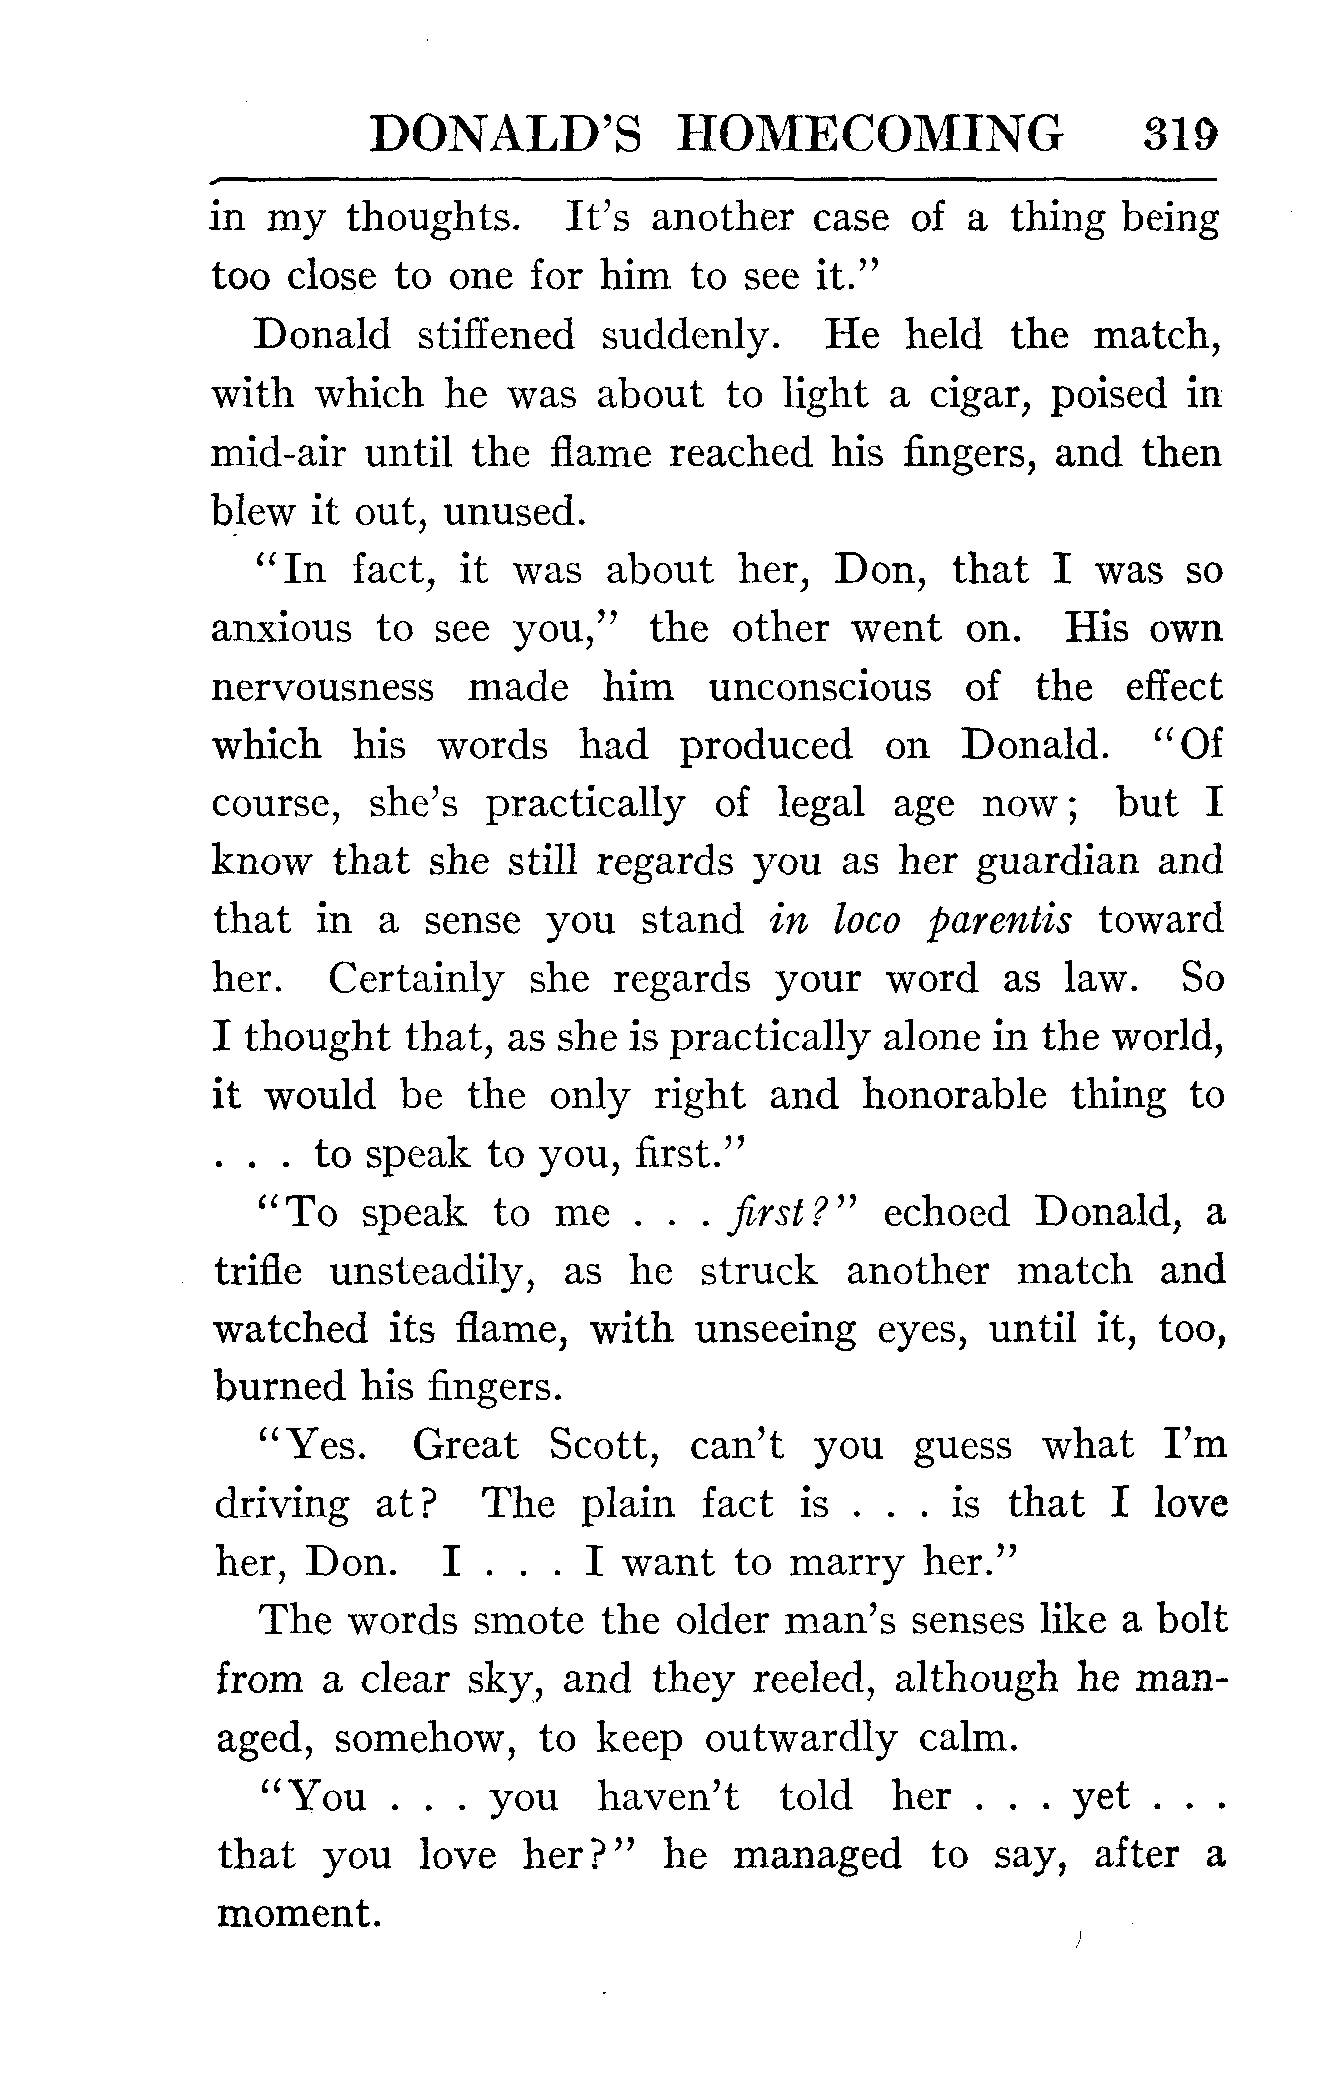 DONALD'S HOMECOMING 319
in my thoughts. It's another case of a thing being
too close to one for him to see it."
Donald stiffened suddenly. He held the match,
with which he was about to light a cigar, poised in
mid-air until the flame reached his fingers, and then
blew it out, unused.
"In fact, it was about her, Don, that I was so
anxious to see you," the other went on. His own
nervousness made him unconscious of the effect
which his words had produced on Donald. "Of
course, she's practically of legal age now; but I
know that she still regards you as her guardian and
that in a sense you stand in loco parentis toward
her. Certainly she regards your word as law. So
I thought that, as she is practically alone in the world,
it would be the only right and honorable thing to
. . . to speak to you, first."
"To speak to me . . . first?" echoed Donald, a
trifle unsteadily, as he struck another match and
watched its flame, with unseeing eyes, until it, too,
burned his fingers.
"Yes. Great Scott, can't you guess what I'm
driving at? The plain fact is . . . is that I love
her, Don. I . . . I want to marry her."
The words smote the older man's senses like a bolt
from a clear sky, and they reeled, although he man-
aged, somehow, to keep outwardly calm.
"You . . . you haven't told her . . . yet . . .
that you love her?" he managed to say, after a
moment.